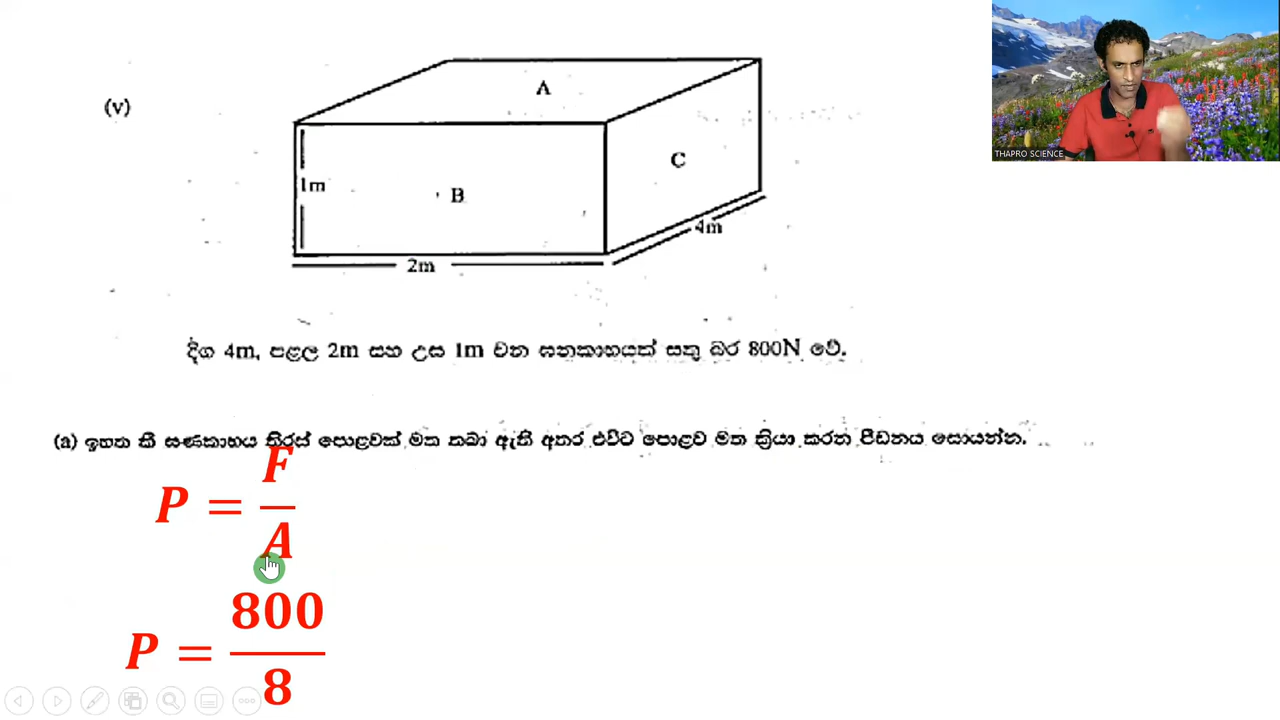 THAPRO SCIENCE
(v)
A
1m
B
C
4m
2m
දිග 4m, පළල 2m සහ උස 1m වන ඝනකාභයක් සතු බර 800N වේ.
(a) ඉහත කී ඝණකාභය තිරස් පොළවක් මත තබා ඇති අතර එවිට පොළව මත ක්‍රියා කරන පීඩනය සොයන්න.
P = F/A
P = 800/8